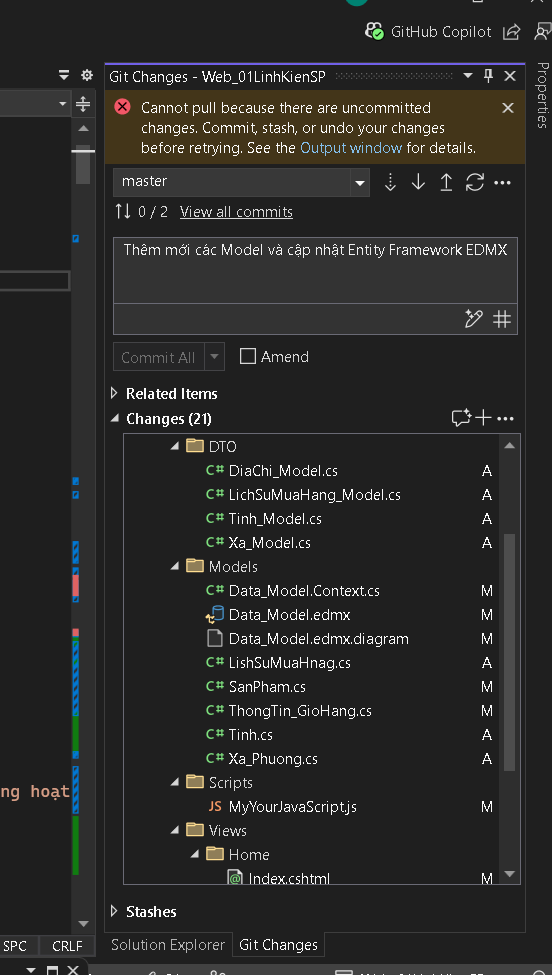 GitHub Copilot
Git Changes - Web_01LinhKienSP
Properties
Cannot pull because there are uncommitted
changes. Commit, stash, or undo your changes
before retrying. See the Output window for details.
master
0 / 2 View all commits
Thêm mới các Model và cập nhật Entity Framework EDMX
Commit All Amend
Related Items
Changes (21)
DTO
C# DiaChi_Model.cs A
C# LichSuMuaHang_Model.cs A
C# Tinh_Model.cs A
C# Xa_Model.cs A
Models
C# Data_Model.Context.cs M
Data_Model.edmx M
Data_Model.edmx.diagram M
C# LishSuMuaHnag.cs A
C# SanPham.cs M
C# ThongTin_GioHang.cs M
C# Tinh.cs A
C# Xa_Phuong.cs A
Scripts
ng hoạt
JS MyYourJavaScript.js M
Views
Home
Index.cshtml M
Stashes
SPC CRLF
Solution Explorer Git Changes